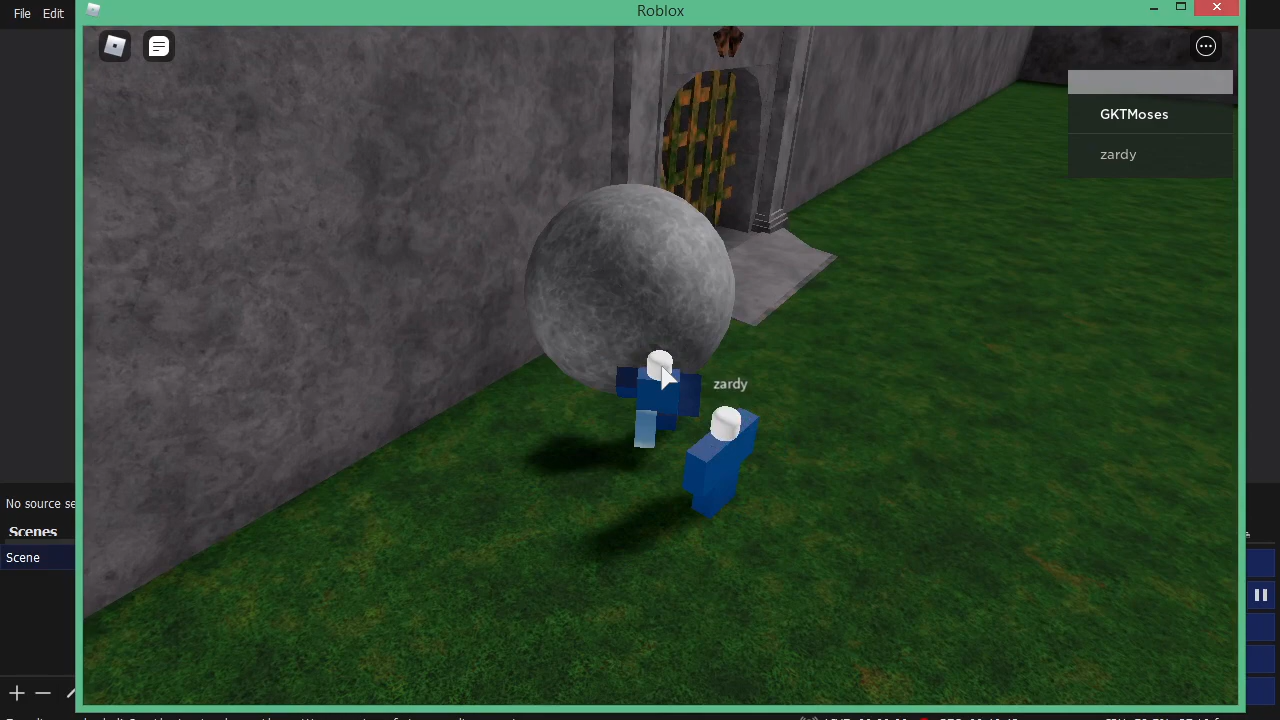 Roblox
File Edit
GKTMoses
zardy
zardy
No source se
Scenes
Scene